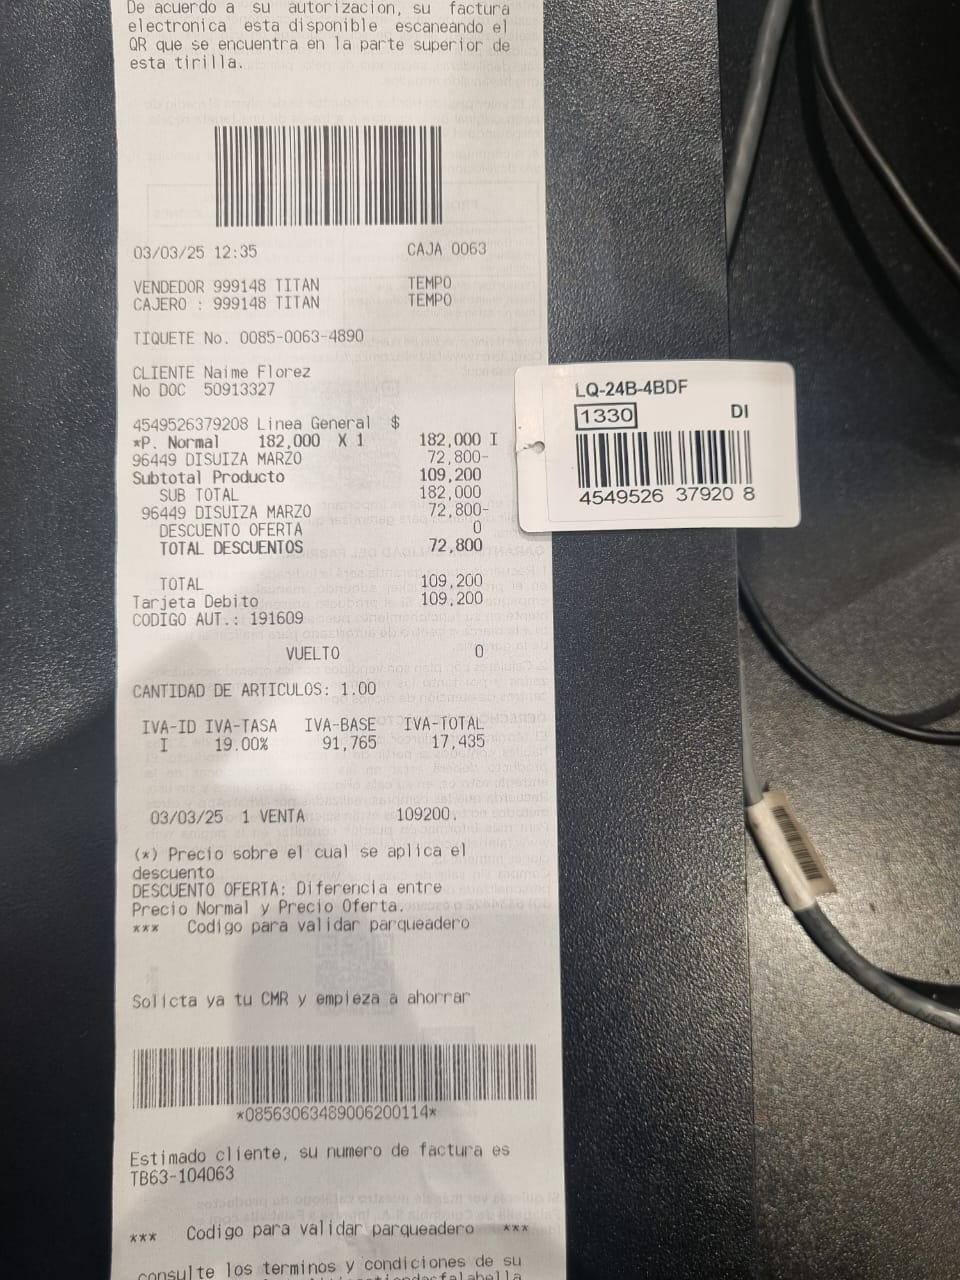 De acuerdo a su autorizacion, su factura
electronica esta disponible escaneando el
QR que se encuentra en la parte superior de
esta tirilla.
03/03/25 12:35 CAJA 0063
VENDEDOR 999148 TITAN TEMPO
CAJERO : 999148 TITAN TEMPO
TIQUETE No. 0085-0063-4890
CLIENTE Naime Florez
No DOC 50913327
4549526379208 Linea General $
*P. Normal 182,000 X 1 182,000 I
96449 DISUIZA MARZO 72,800-
Subtotal Producto 109,200
SUB TOTAL 182,000
96449 DISUIZA MARZO 72,800-
DESCUENTO OFERTA 0
TOTAL DESCUENTOS 72,800
TOTAL 109,200
Tarjeta Debito 109,200
CODIGO AUT.: 191609
VUELTO 0
CANTIDAD DE ARTICULOS: 1.00
IVA-ID IVA-TASA IVA-BASE IVA-TOTAL
I 19.00% 91,765 17,435
03/03/25 1 VENTA 109200.
(*) Precio sobre el cual se aplica el
descuento
DESCUENTO OFERTA: Diferencia entre
Precio Normal y Precio Oferta.
*** Codigo para validar parqueadero
Solicta ya tu CMR y empieza a ahorrar
*08563063489006200114*
Estimado cliente, su numero de factura es
TB63-104063
*** Codigo para validar parqueadero ***
consulte los terminos y condiciones de su
LQ-24B-4BDF
1330 DI
4549526 37920 8